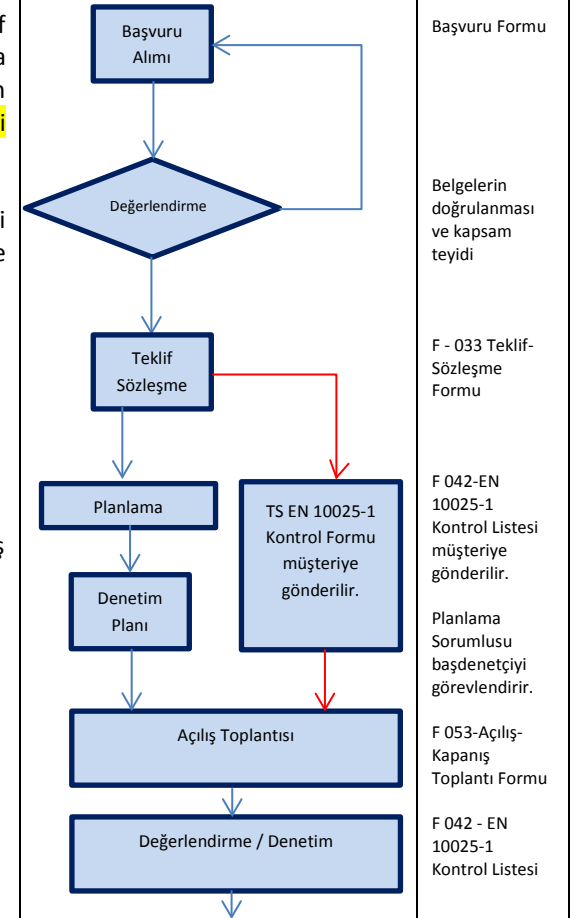 f
a
n
i
i
e
ş
Başvuru
Alımı
Değerlendirme
Teklif
Sözleşme
Planlama
Denetim
Planı
TS EN 10025-1
Kontrol Formu
müşteriye
gönderilir.
Açılış Toplantısı
Değerlendirme / Denetim
Başvuru Formu
Belgelerin
doğrulanması
ve kapsam
teyidi
F - 033 Teklif-
Sözleşme
Formu
F 042-EN
10025-1
Kontrol Listesi
müşteriye
gönderilir.
Planlama
Sorumlusu
başdenetçiyi
görevlendirir.
F 053-Açılış-
Kapanış
Toplantı Formu
F 042 - EN
10025-1
Kontrol Listesi